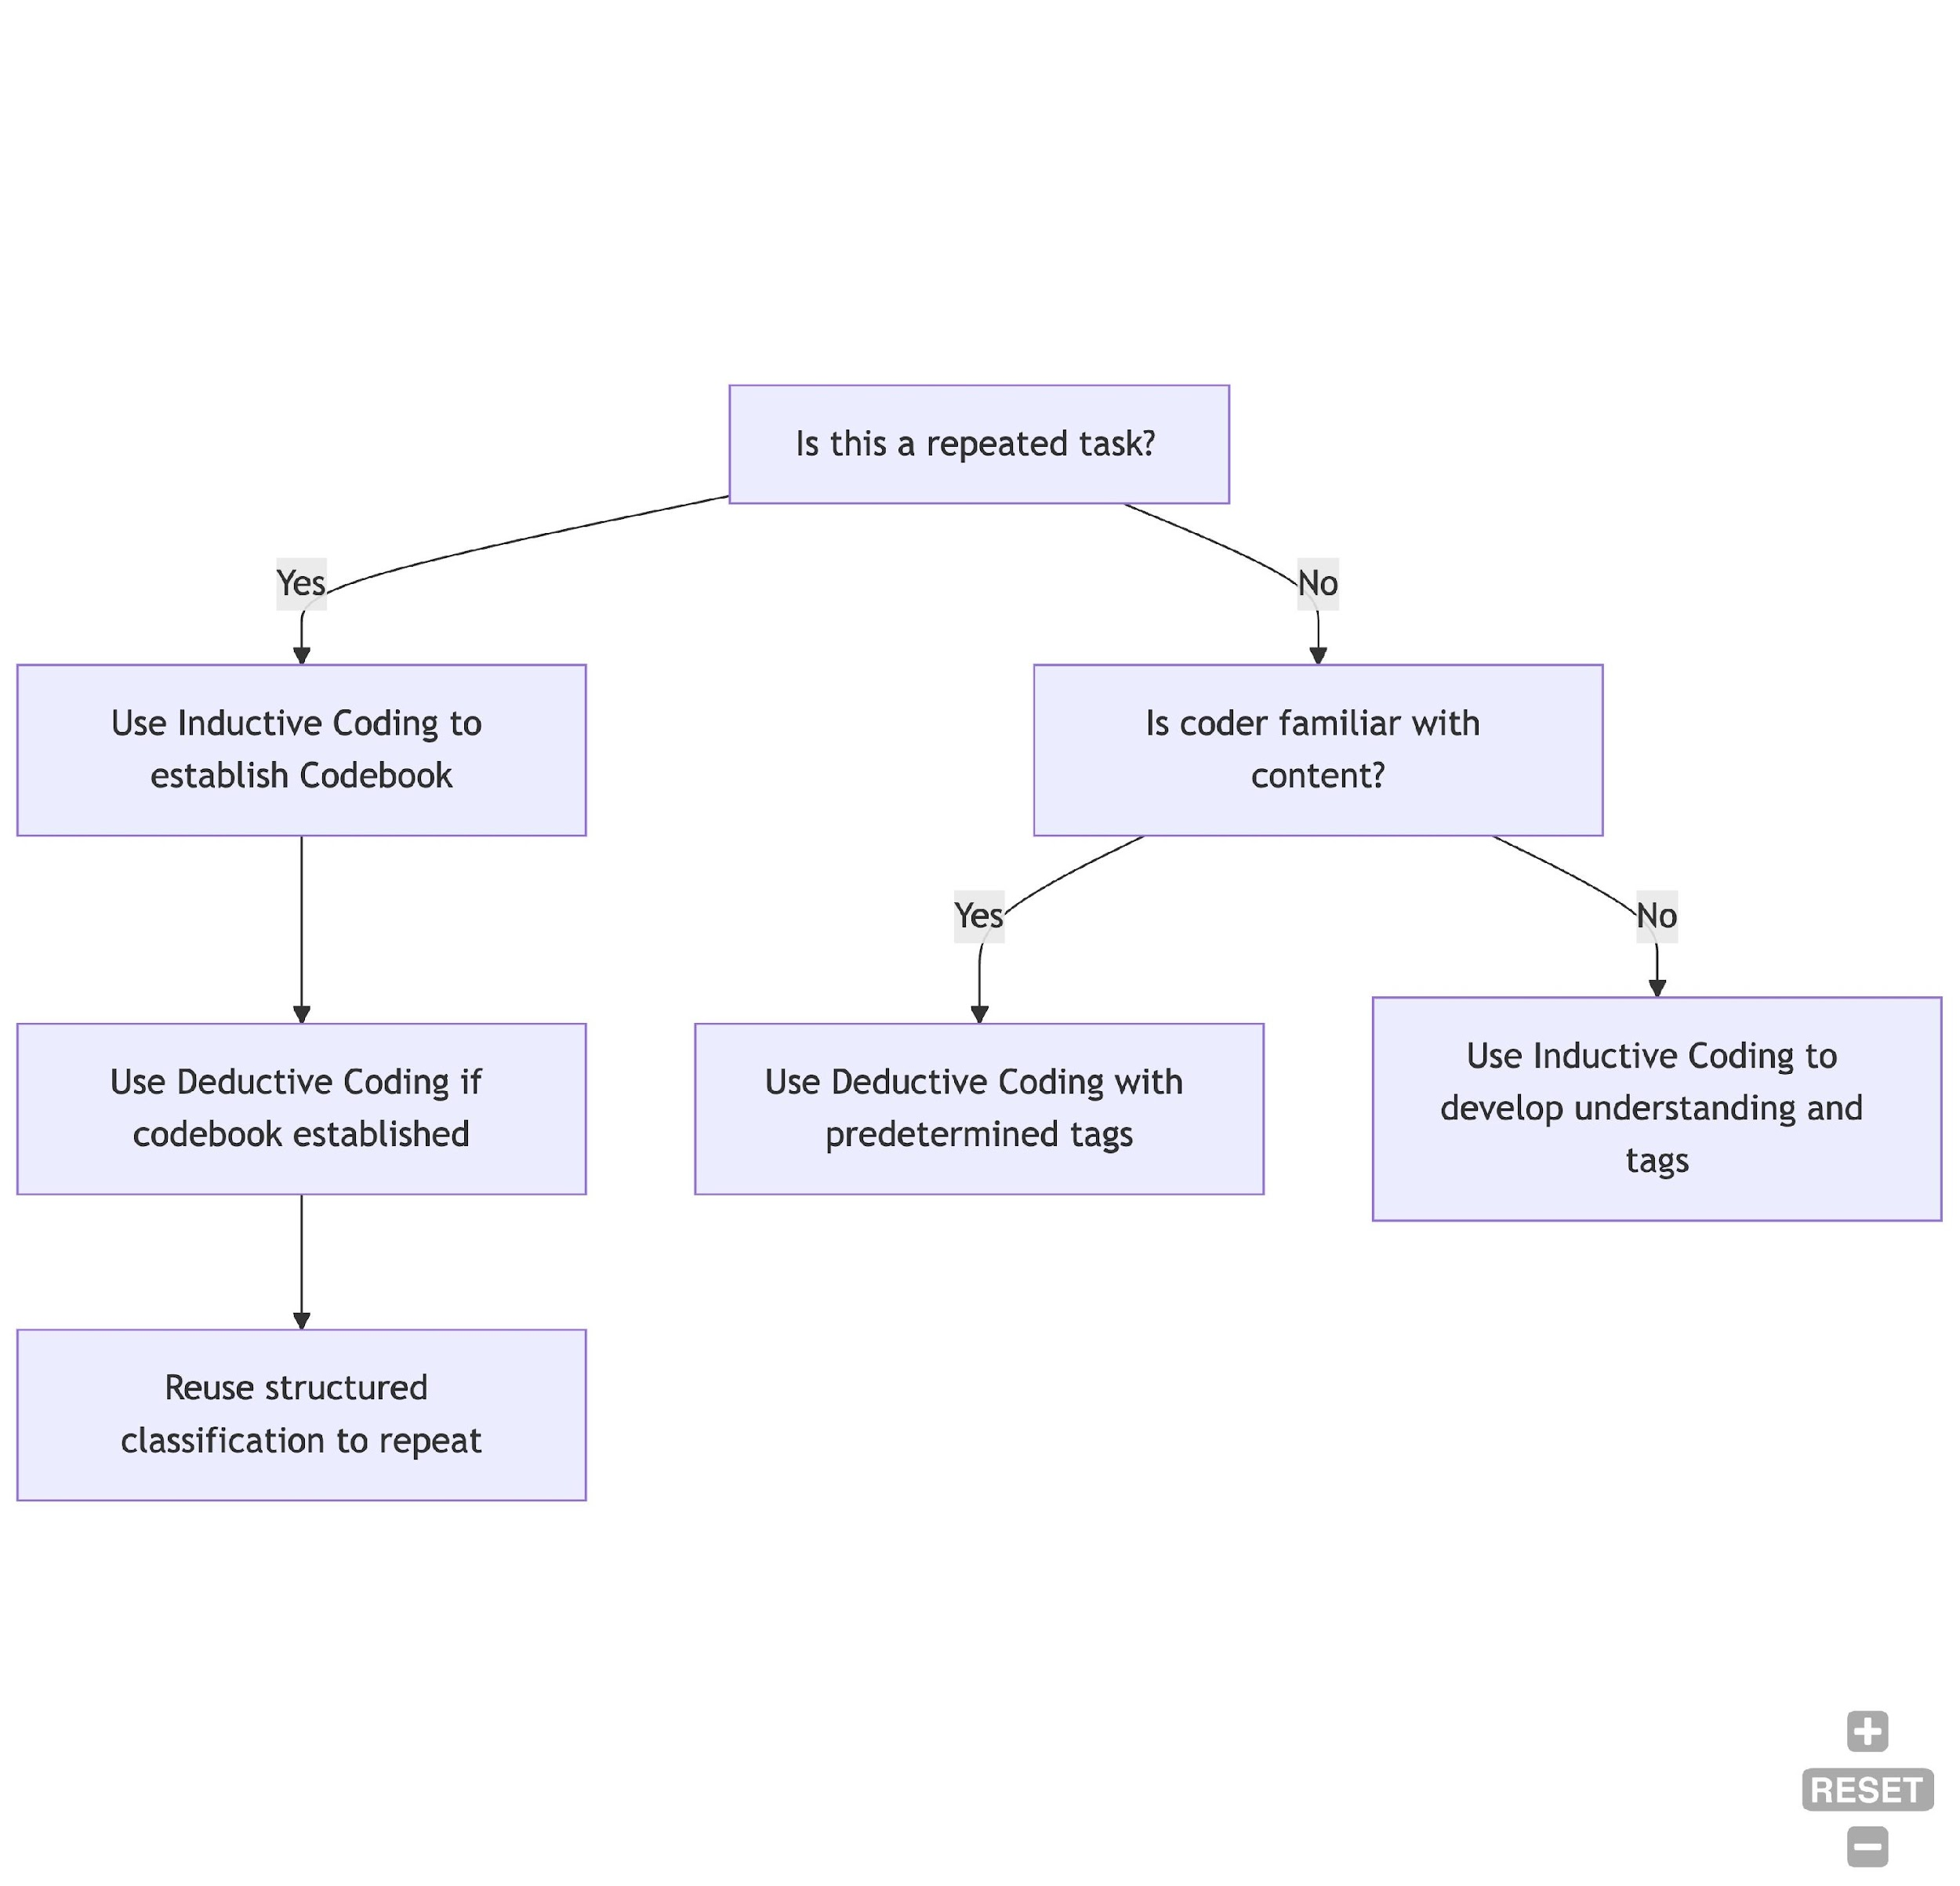 Is this a repeated task?
Yes
No
Use Inductive Coding to
establish Codebook
Is coder familiar with
content?
Yes
No
Use Deductive Coding if
codebook established
Use Deductive Coding with
predetermined tags
Use Inductive Coding to
develop understanding and
tags
Reuse structured
classification to repeat
RESET